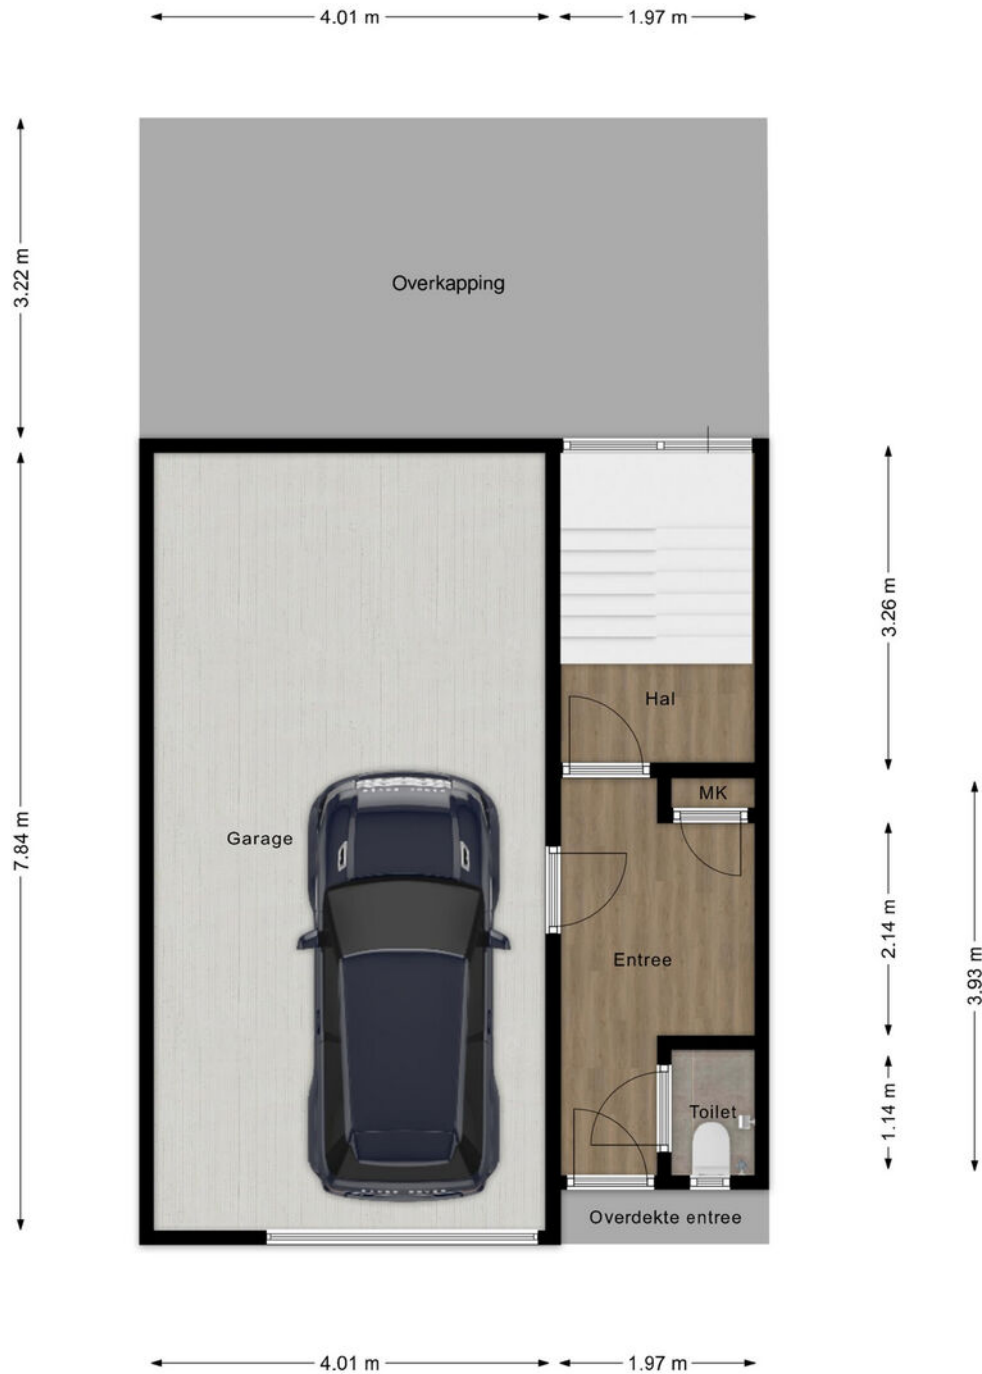 4.01 m
1.97 m
3.22 m
Overkapping
3.26 m
Hal
MK
7.84 m
Garage
2.14 m
Entree
3.93 m
1.14 m
Toilet
Overdekte entree
4.01 m
1.97 m